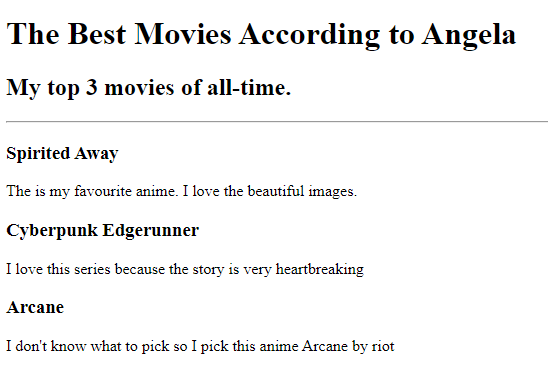 The Best Movies According to Angela
My top 3 movies of all-time.
Spirited Away
The is my favourite anime. I love the beautiful images.
Cyberpunk Edgerunner
I love this series because the story is very heartbreaking
Arcane
I don't know what to pick so I pick this anime Arcane by riot